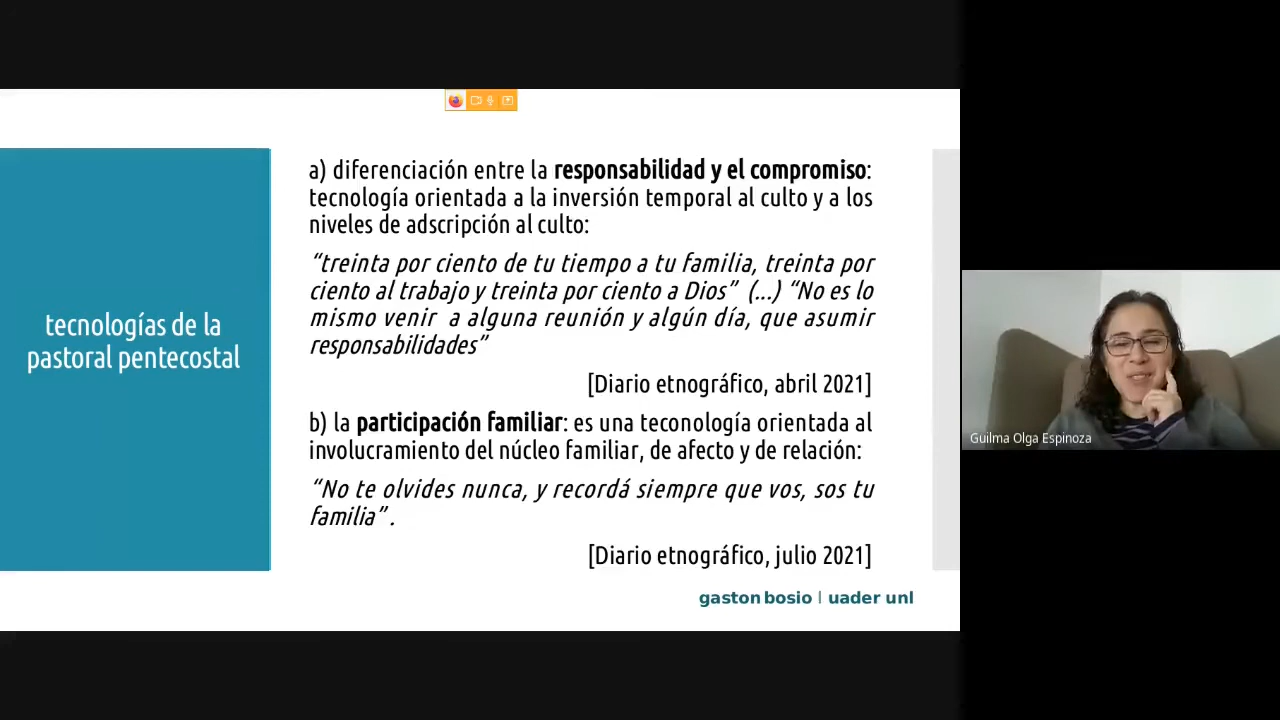 tecnologías de la
pastoral pentecostal
a) diferenciación entre la responsabilidad y el compromiso:
tecnología orientada a la inversión temporal al culto y a los
niveles de adscripción al culto:
“treinta por ciento de tu tiempo a tu familia, treinta por
ciento al trabajo y treinta por ciento a Dios” (...) “No es lo
mismo venir a alguna reunión y algún día, que asumir
responsabilidades”
[Diario etnográfico, abril 2021]
b) la participación familiar: es una teconología orientada al
involucramiento del núcleo familiar, de afecto y de relación:
“No te olvides nunca, y recordá siempre que vos, sos tu
familia” .
[Diario etnográfico, julio 2021]
gaston bosio | uader unl
Guilma Olga Espinoza